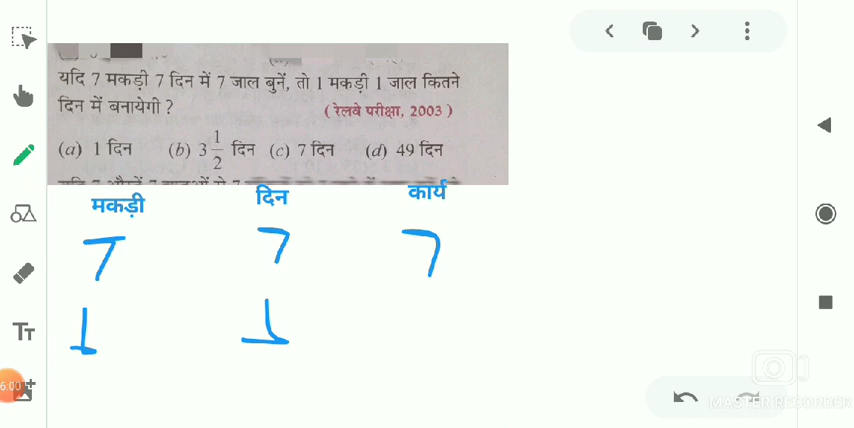 यदि 7 मकड़ी 7 दिन में 7 जाल बुनें, तो 1 मकड़ी 1 जाल कितने
दिन में बनायेगी ?
( रेलवे परीक्षा, 2003 )
(a) 1 दिन (b) 3 1/2 दिन (c) 7 दिन (d) 49 दिन
मकड़ी दिन कार्य
7 7 7
1 1
TT
6:00
MASTER RECORDER